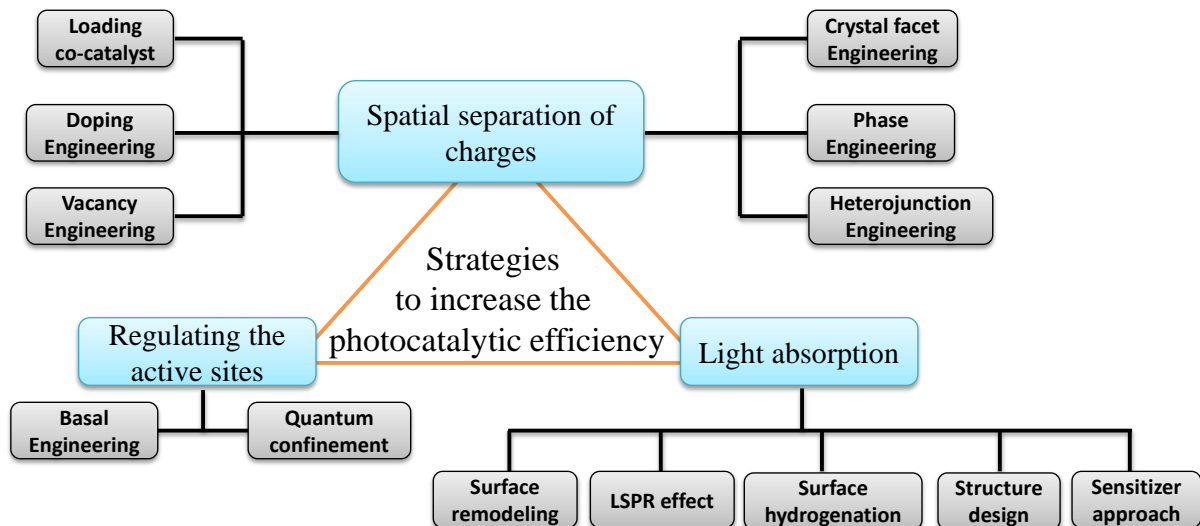 Loading
co-catalyst
Doping
Engineering
Vacancy
Engineering
Spatial separation of
charges
Crystal facet
Engineering
Phase
Engineering
Heterojunction
Engineering
Strategies
to increase the
photocatalytic efficiency
Regulating the
active sites
Basal
Engineering
Quantum
confinement
Light absorption
Surface
remodeling
LSPR effect
Surface
hydrogenation
Structure
design
Sensitizer
approach